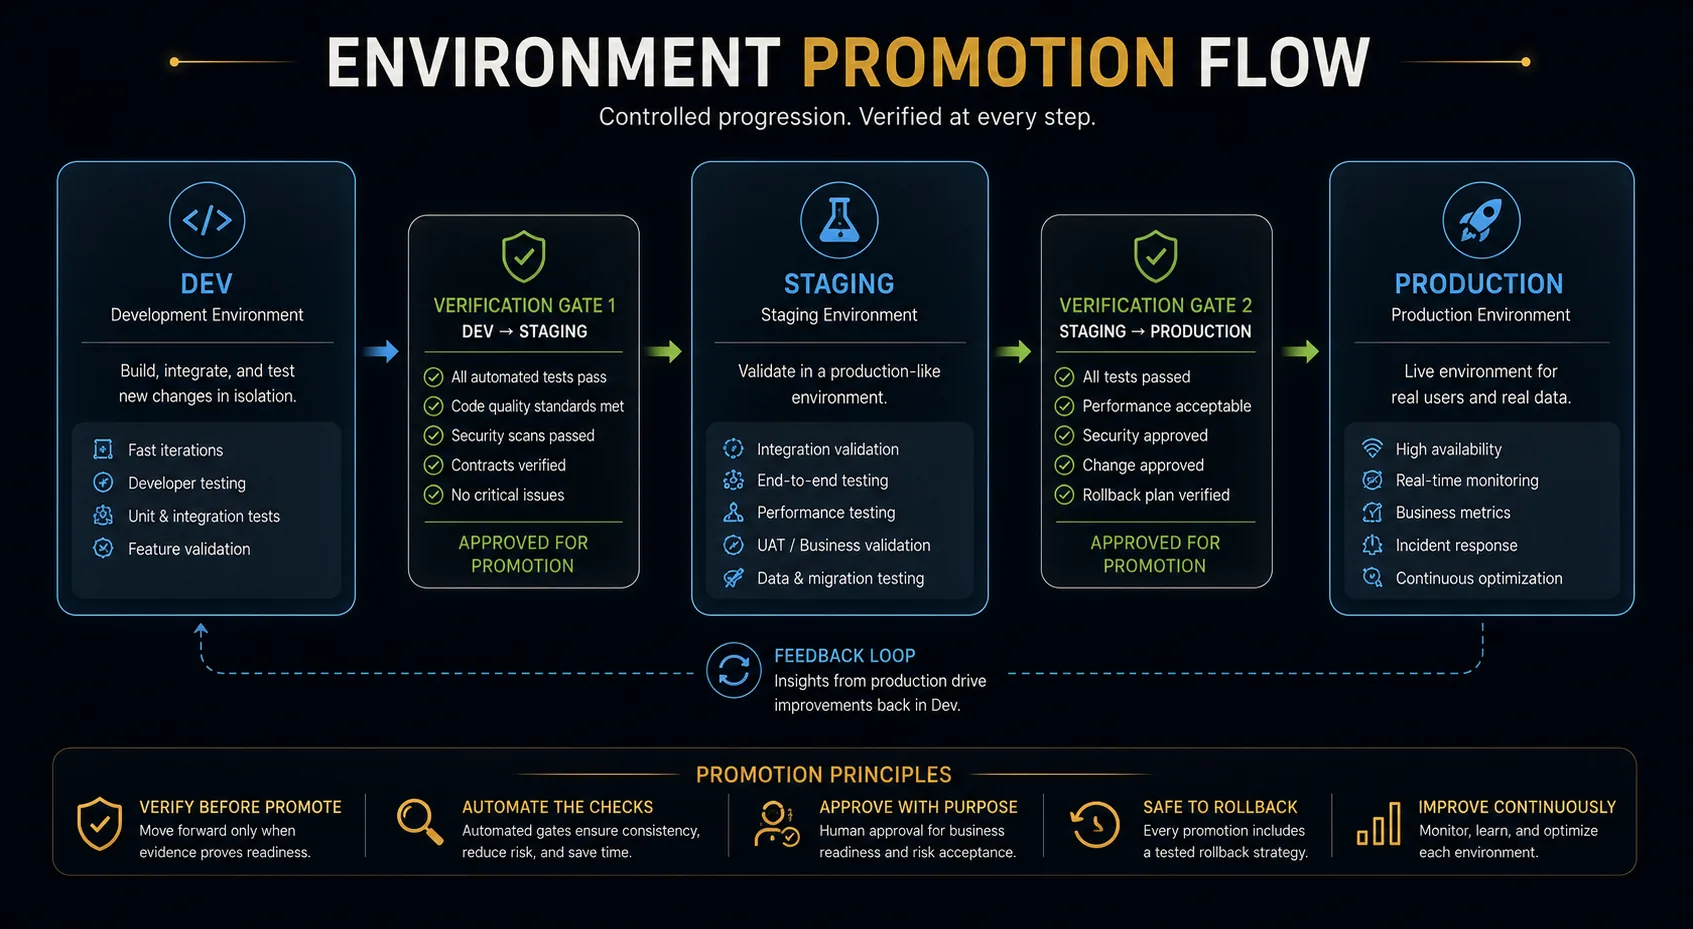 ENVIRONMENT PROMOTION FLOW
Controlled progression. Verified at every step.
DEV
Development Environment
Build, integrate, and test
new changes in isolation.
Fast iterations
Developer testing
Unit & integration tests
Feature validation
VERIFICATION GATE 1
DEV → STAGING
All automated tests pass
Code quality standards met
Security scans passed
Contracts verified
No critical issues
APPROVED FOR
PROMOTION
STAGING
Staging Environment
Validate in a production-like
environment.
Integration validation
End-to-end testing
Performance testing
UAT / Business validation
Data & migration testing
VERIFICATION GATE 2
STAGING → PRODUCTION
All tests passed
Performance acceptable
Security approved
Change approved
Rollback plan verified
APPROVED FOR
PROMOTION
PRODUCTION
Production Environment
Live environment for
real users and real data.
High availability
Real-time monitoring
Business metrics
Incident response
Continuous optimization
FEEDBACK LOOP
Insights from production drive
improvements back in Dev.
PROMOTION PRINCIPLES
VERIFY BEFORE PROMOTE
Move forward only when
evidence proves readiness.
AUTOMATE THE CHECKS
Automated gates ensure consistency,
reduce risk, and save time.
APPROVE WITH PURPOSE
Human approval for business
readiness and risk acceptance.
SAFE TO ROLLBACK
Every promotion includes
a tested rollback strategy.
IMPROVE CONTINUOUSLY
Monitor, learn, and optimize
each environment.